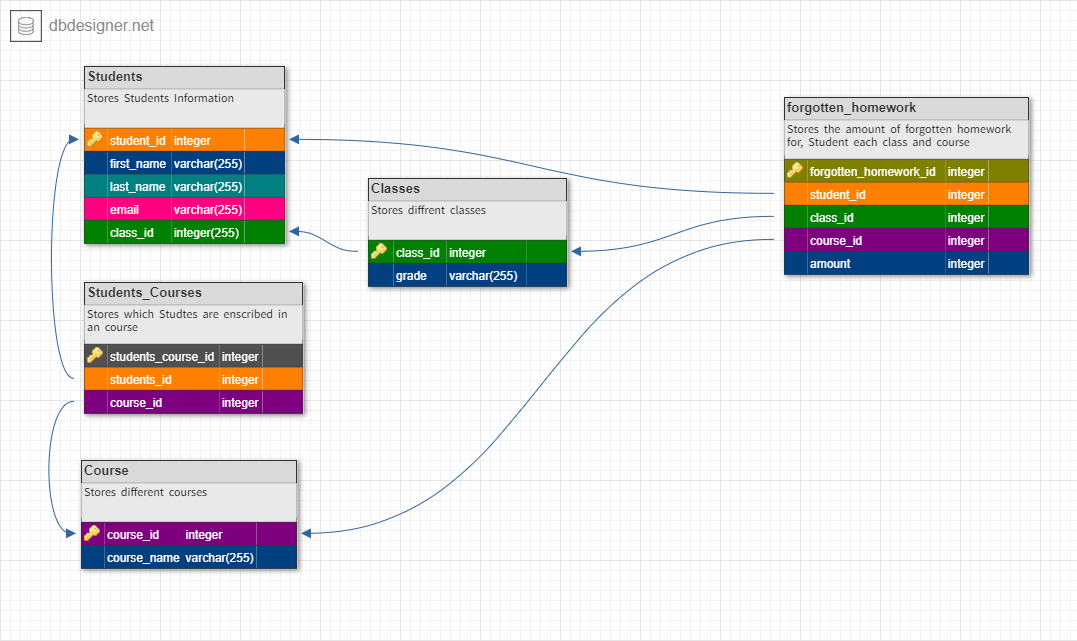 dbdesigner.net
Students
Stores Students Information
student_id integer
first_name varchar(255)
last_name varchar(255)
email varchar(255)
class_id integer(255)
Classes
Stores diffrent classes
class_id integer
grade varchar(255)
forgotten_homework
Stores the amount of forgotten homework
for, Student each class and course
forgotten_homework_id integer
student_id integer
class_id integer
course_id integer
amount integer
Students_Courses
Stores which Studtes are enscribed in
an course
students_course_id integer
students_id integer
course_id integer
Course
Stores different courses
course_id integer
course_name varchar(255)